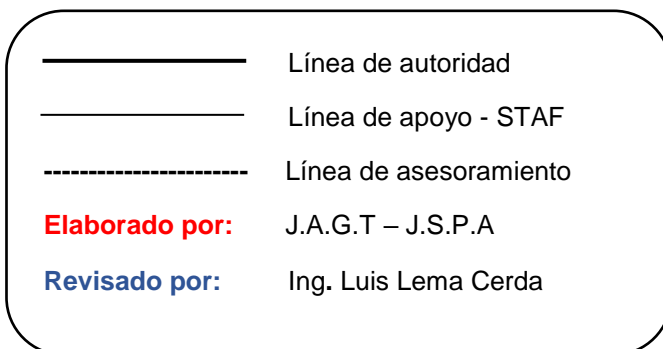 Línea de autoridad
Línea de apoyo - STAF
Línea de asesoramiento
Elaborado por: J.A.G.T – J.S.P.A
Revisado por: Ing. Luis Lema Cerda